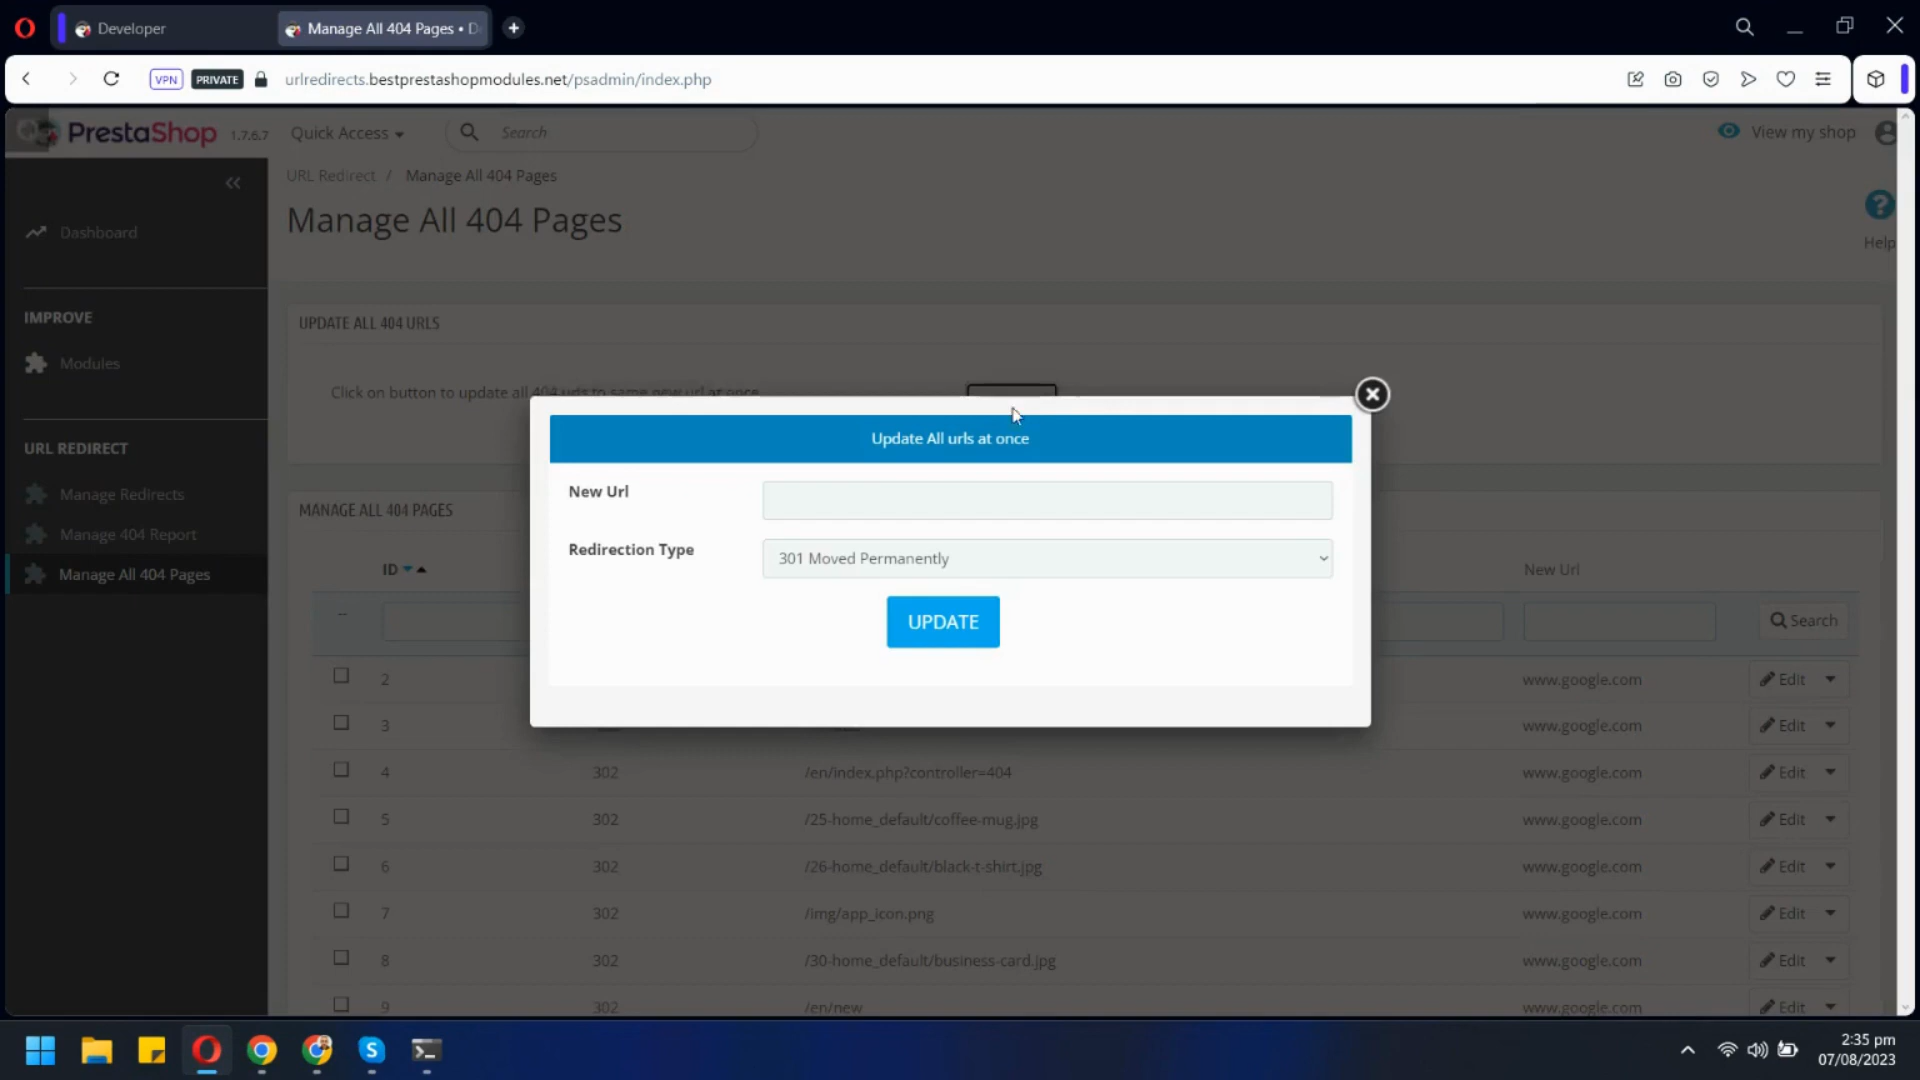 Developer
Manage All 404 Pages • D
VPN PRIVATE urlredirects.bestprestashopmodules.net/psadmin/index.php
PrestaShop 1.7.6.7 Quick Access Search View my shop
URL Redirect / Manage All 404 Pages
Manage All 404 Pages
Help
Dashboard
IMPROVE
Modules
URL REDIRECT
Manage Redirects
Manage 404 Report
Manage All 404 Pages
UPDATE ALL 404 URLS
Click on button to update all 404 urls to same new url at once
Update All urls at once
New Url
Redirection Type 301 Moved Permanently
UPDATE
MANAGE ALL 404 PAGES
ID New Url
-- Search
2 www.google.com Edit
3 www.google.com Edit
4 302 /en/index.php?controller=404 www.google.com Edit
5 302 /25-home_default/coffee-mug.jpg www.google.com Edit
6 302 /26-home_default/black-t-shirt.jpg www.google.com Edit
7 302 /img/app_icon.png www.google.com Edit
8 302 /30-home_default/business-card.jpg www.google.com Edit
9 302 /en/new www.google.com Edit
2:35 pm
07/08/2023